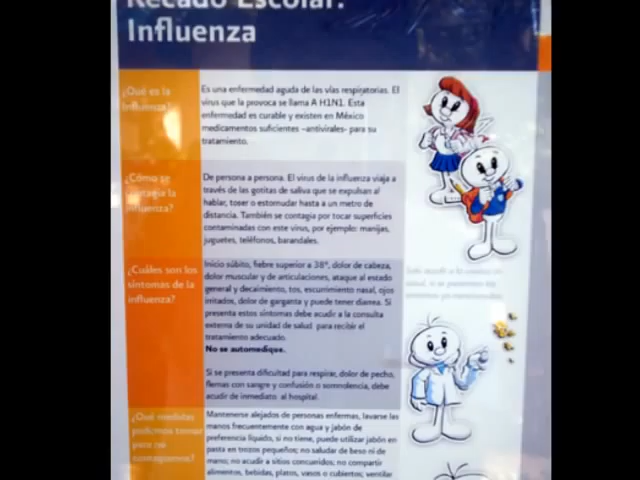 Recado Escolar:
Influenza
¿Qué es la
Influenza?
Es una enfermedad aguda de las vías respiratorias. El
virus que la provoca se llama A H1N1. Esta
enfermedad es curable y existen en México
medicamentos suficientes –antivirales- para su
tratamiento.
¿Cómo se
contagia la
influenza?
De persona a persona. El virus de la influenza viaja a
través de las gotitas de saliva que se expulsan al
hablar, toser o estornudar hasta a un metro de
distancia. También se contagia por tocar superficies
contaminadas con este virus, por ejemplo: manijas,
juguetes, teléfonos, barandales.
¿Cuáles son los
síntomas de la
influenza?
Inicio súbito, fiebre superior a 38º, dolor de cabeza,
dolor muscular y de articulaciones, ataque al estado
general y decaimiento, tos, escurrimiento nasal, ojos
irritados, dolor de garganta y puede tener diarrea. Si
presenta estos síntomas debe acudir a la consulta
externa de su unidad de salud para recibir el
tratamiento adecuado.
No se automedique.
Si se presenta dificultad para respirar, dolor de pecho,
flemas con sangre y confusión o somnolencia, debe
acudir de inmediato al hospital.
¿Qué medidas
podemos tomar
para no
contagiarnos?
Mantenerse alejados de personas enfermas, lavarse las
manos frecuentemente con agua y jabón de
preferencia líquido, si no tiene, puede utilizar jabón en
pasta en trozos pequeños; no saludar de beso ni de
mano; no acudir a sitios concurridos; no compartir
alimentos, bebidas, platos, vasos o cubiertos; ventilar